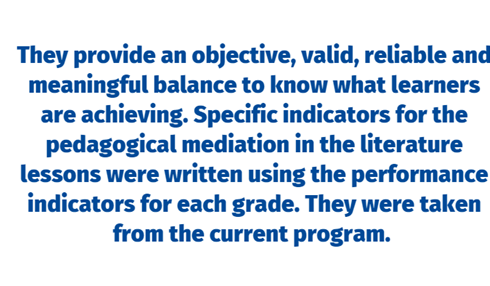 They provide an objective, valid, reliable and
meaningful balance to know what learners
are achieving. Specific indicators for the
pedagogical mediation in the literature
lessons were written using the performance
indicators for each grade. They were taken
from the current program.